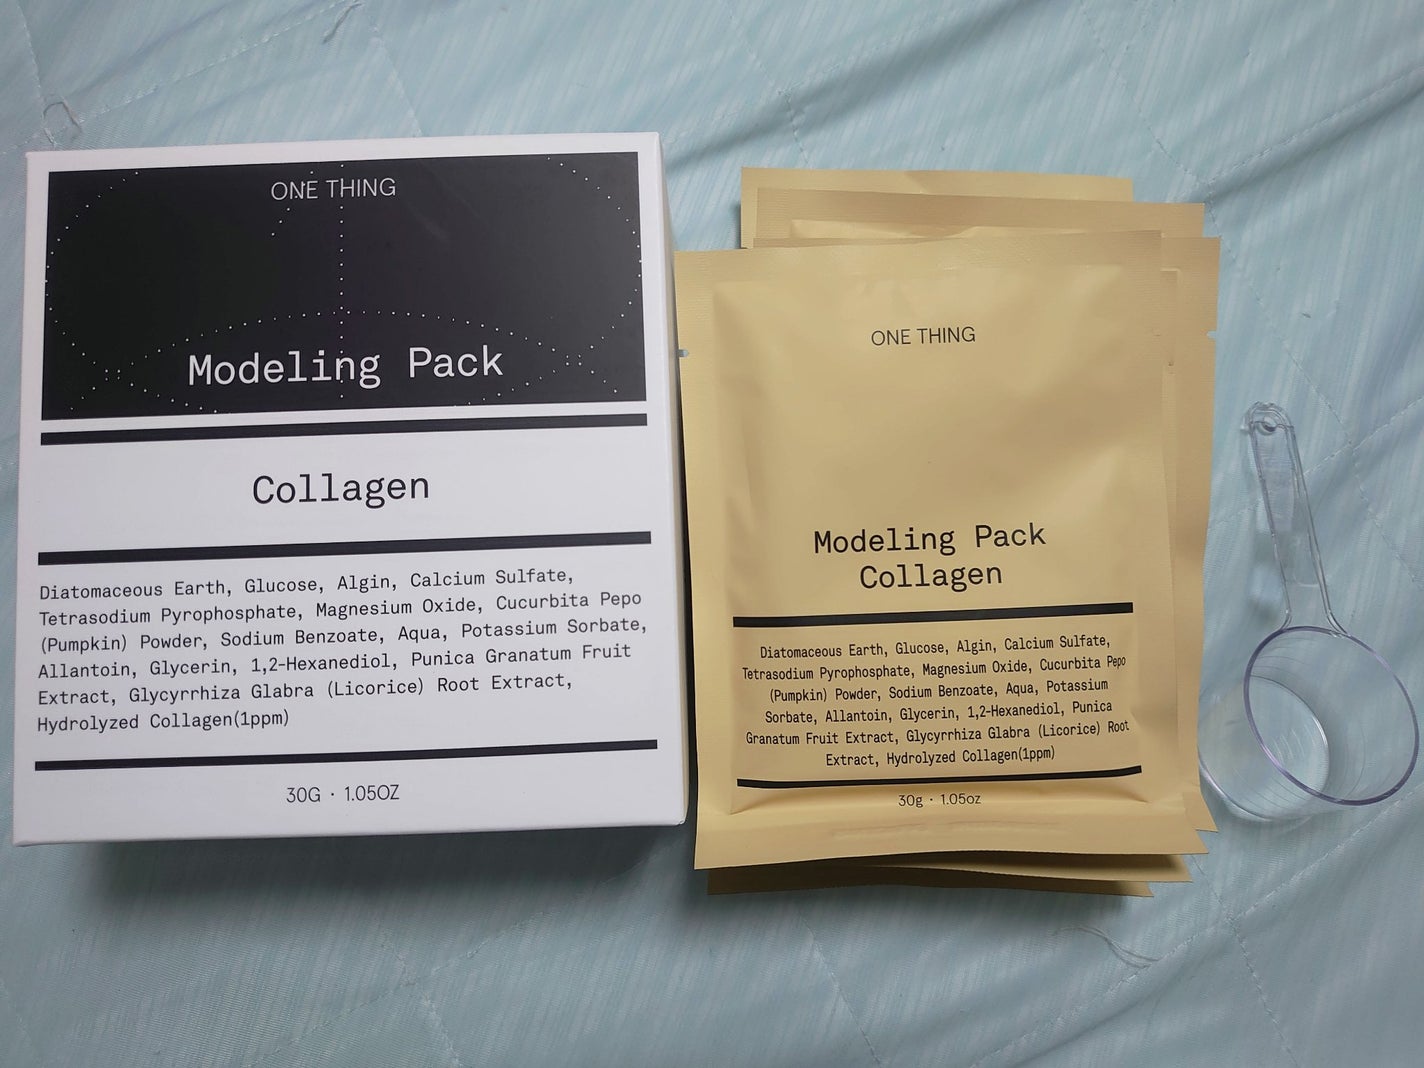 ONE THING
Modeling Pack
Collagen
Diatomaceous Earth, Glucose, Algin, Calcium Sulfate,
Tetrasodium Pyrophosphate, Magnesium Oxide, Cucurbita Pepo
(Pumpkin) Powder, Sodium Benzoate, Aqua, Potassium Sorbate,
Allantoin, Glycerin, 1,2-Hexanediol, Punica Granatum Fruit
Extract, Glycyrrhiza Glabra (Licorice) Root Extract,
Hydrolyzed Collagen(1ppm)
30G · 1.05OZ
ONE THING
Modeling Pack
Collagen
Diatomaceous Earth, Glucose, Algin, Calcium Sulfate,
Tetrasodium Pyrophosphate, Magnesium Oxide, Cucurbita Pepo
(Pumpkin) Powder, Sodium Benzoate, Aqua, Potassium
Sorbate, Allantoin, Glycerin, 1,2-Hexanediol, Punica
Granatum Fruit Extract, Glycyrrhiza Glabra (Licorice) Root
Extract, Hydrolyzed Collagen(1ppm)
30g · 1.05oz